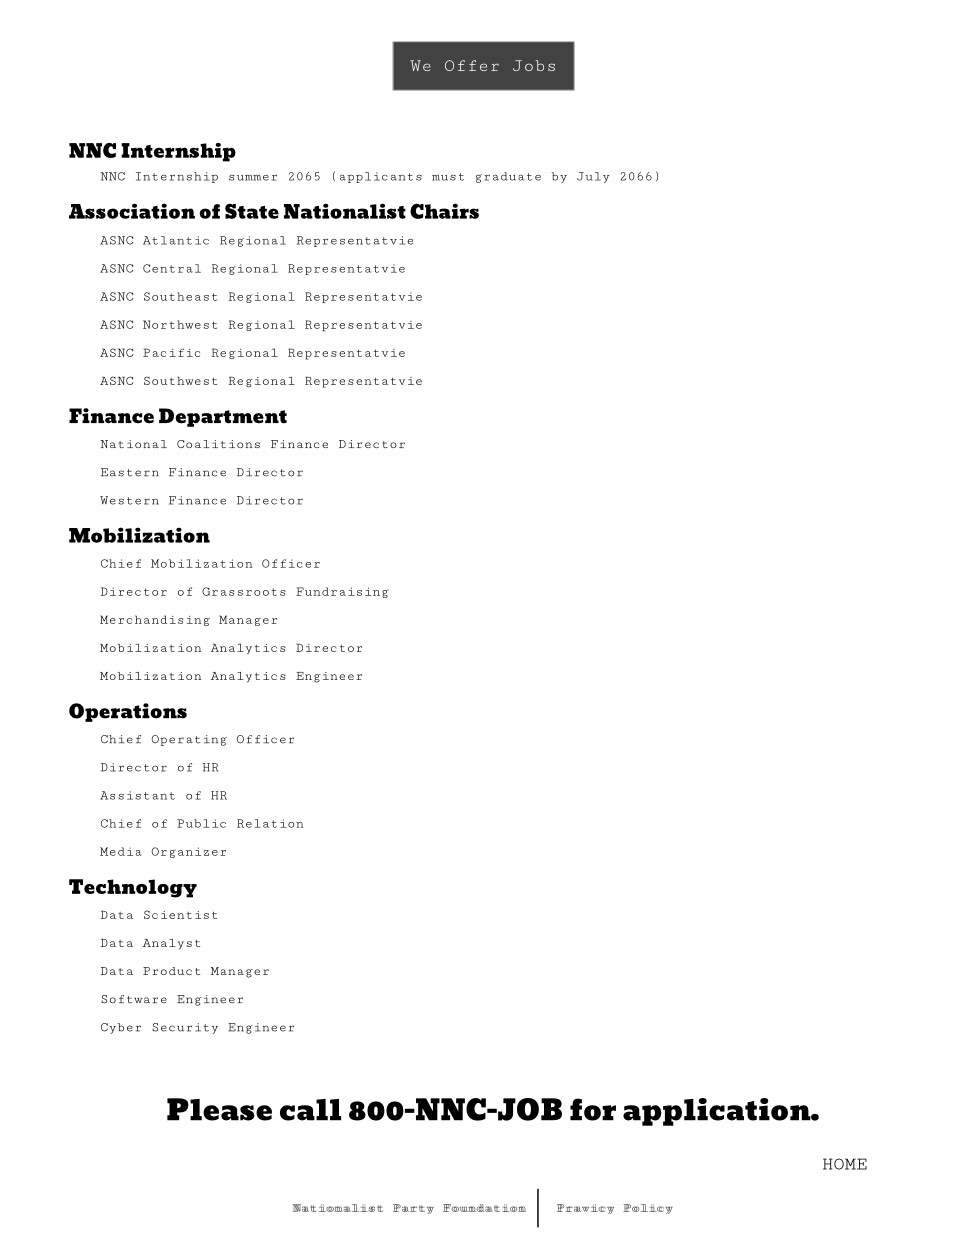 We Offer Jobs
NNC Internship
NNC Internship summer 2065 (applicants must graduate by July 2066)
Association of State Nationalist Chairs
ASNC Atlantic Regional Representatvie
ASNC Central Regional Representatvie
ASNC Southeast Regional Representatvie
ASNC Northwest Regional Representatvie
ASNC Pacific Regional Representatvie
ASNC Southwest Regional Representatvie
Finance Department
National Coalitions Finance Director
Eastern Finance Director
Western Finance Director
Mobilization
Chief Mobilization Officer
Director of Grassroots Fundraising
Merchandising Manager
Mobilization Analytics Director
Mobilization Analytics Engineer
Operations
Chief Operating Officer
Director of HR
Assistant of HR
Chief of Public Relation
Media Organizer
Technology
Data Scientist
Data Analyst
Data Product Manager
Software Engineer
Cyber Security Engineer
Please call 800-NNC-JOB for application.
HOME
Nationalist Party Foundation | Prawicy Policy